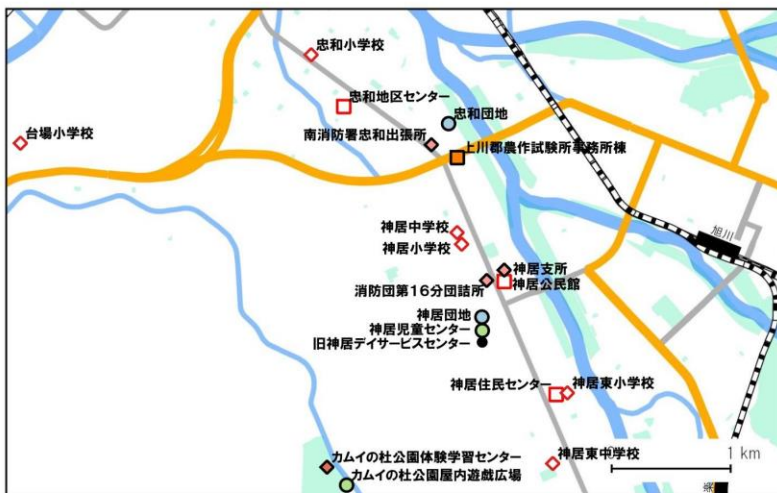 忠和小学校
忠和地区センター
忠和団地
台場小学校
南消防署忠和出張所
上川郡農作試験所事務所棟
神居中学校
神居小学校
旭川
神居支所
神居公民館
消防団第16分団詰所
神居団地
神居児童センター
旧神居デイサービスセンター
神居住民センター
神居東小学校
神居東中学校
カムイの杜公園体験学習センター
カムイの杜公園屋内遊戯広場
0
1 km